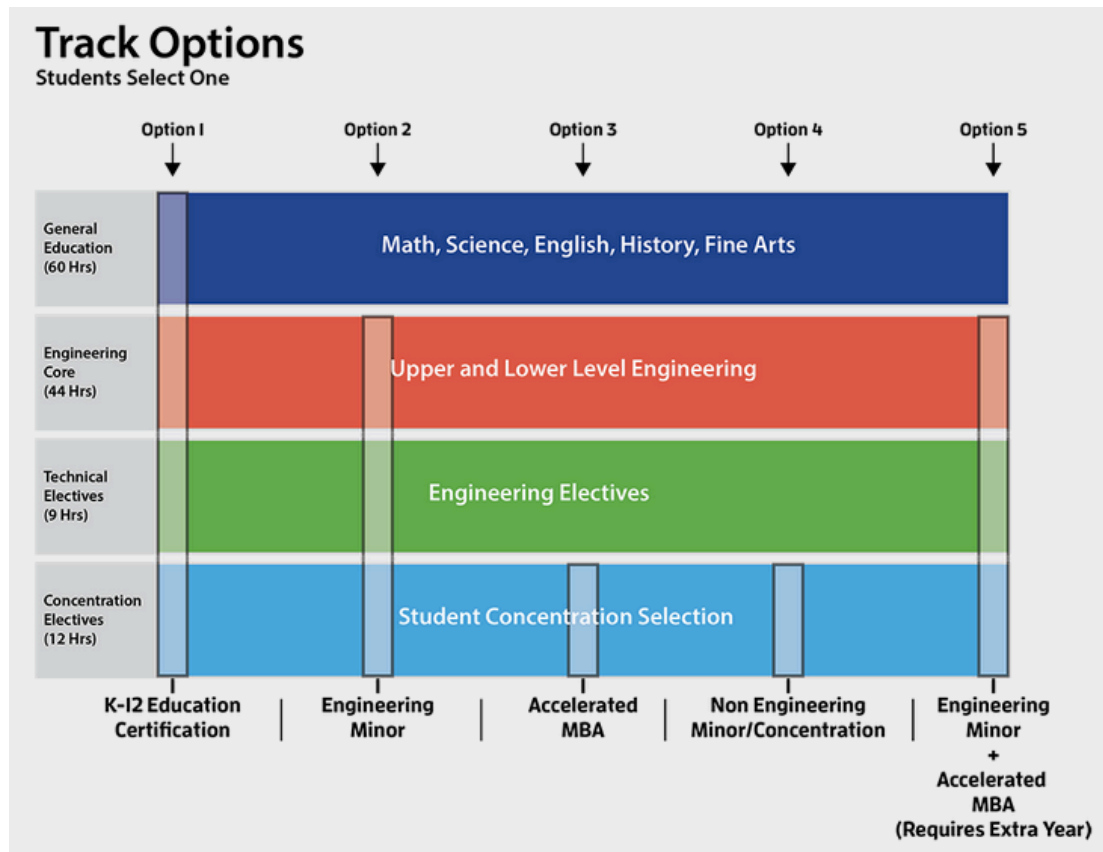 Track Options
Students Select One
Option 1
Option 2
Option 3
Option 4
Option 5
General
Education
(60 Hrs)
Math, Science, English, History, Fine Arts
Engineering
Core
(44 Hrs)
Upper and Lower Level Engineering
Technical
Electives
(9 Hrs)
Engineering Electives
Concentration
Electives
(12 Hrs)
Student Concentration Selection
K-12 Education
Certification
Engineering
Minor
Accelerated
MBA
Non Engineering
Minor/Concentration
Engineering
Minor
+
Accelerated
MBA
(Requires Extra Year)